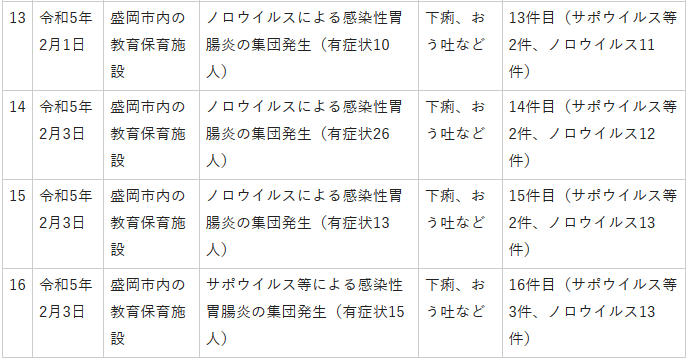 13
令和5年
2月1日
盛岡市内の
教育保育施
設
ノロウイルスによる感染性胃
腸炎の集団発生（有症状10
人）
下痢、お
う吐など
13件目（サポウイルス等
2件、ノロウイルス11
件）
14
令和5年
2月3日
盛岡市内の
教育保育施
設
ノロウイルスによる感染性胃
腸炎の集団発生（有症状26
人）
下痢、お
う吐など
14件目（サポウイルス等
2件、ノロウイルス12
件）
15
令和5年
2月3日
盛岡市内の
教育保育施
設
ノロウイルスによる感染性胃
腸炎の集団発生（有症状13
人）
下痢、お
う吐など
15件目（サポウイルス等
2件、ノロウイルス13
件）
16
令和5年
2月3日
盛岡市内の
教育保育施
設
サポウイルス等による感染性
胃腸炎の集団発生（有症状15
人）
下痢、お
う吐など
16件目（サポウイルス等
3件、ノロウイルス13
件）